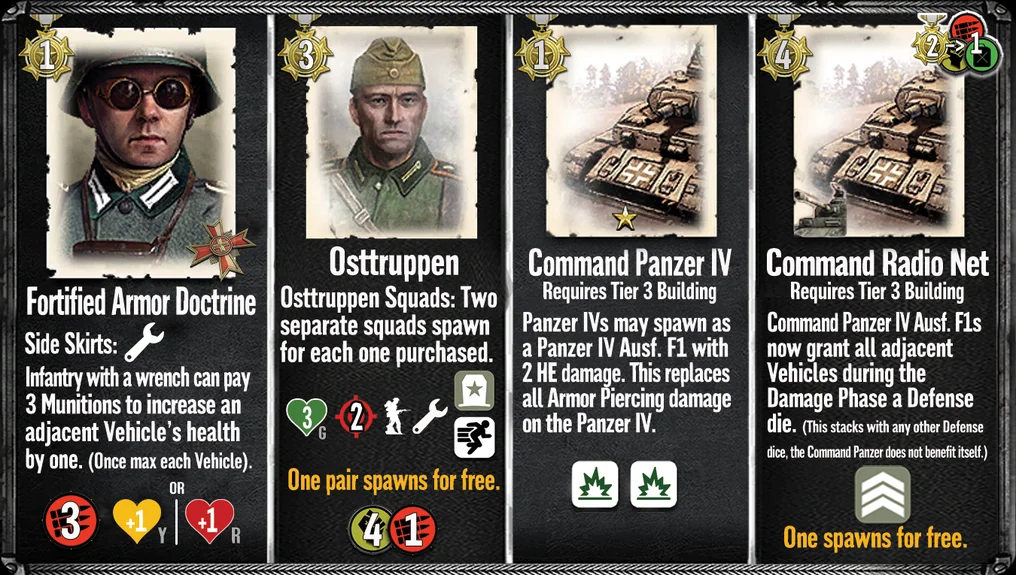 1
Fortified Armor Doctrine
Side Skirts:
Infantry with a wrench can pay
3 Munitions to increase an
adjacent Vehicle's health
by one. (Once max each Vehicle).
OR
3
+1 Y
+1 R
3
Osttruppen
Osttruppen Squads: Two
separate squads spawn
for each one purchased.
3 G
2
One pair spawns for free.
4
1
1
Command Panzer IV
Requires Tier 3 Building
Panzer IVs may spawn as
a Panzer IV Ausf. F1 with
2 HE damage. This replaces
all Armor Piercing damage
on the Panzer IV.
4
2->1
Command Radio Net
Requires Tier 3 Building
Command Panzer IV Ausf. F1s
now grant all adjacent
Vehicles during the
Damage Phase a Defense
die. (This stacks with any other Defense
dice, the Command Panzer does not benefit itself.)
One spawns for free.